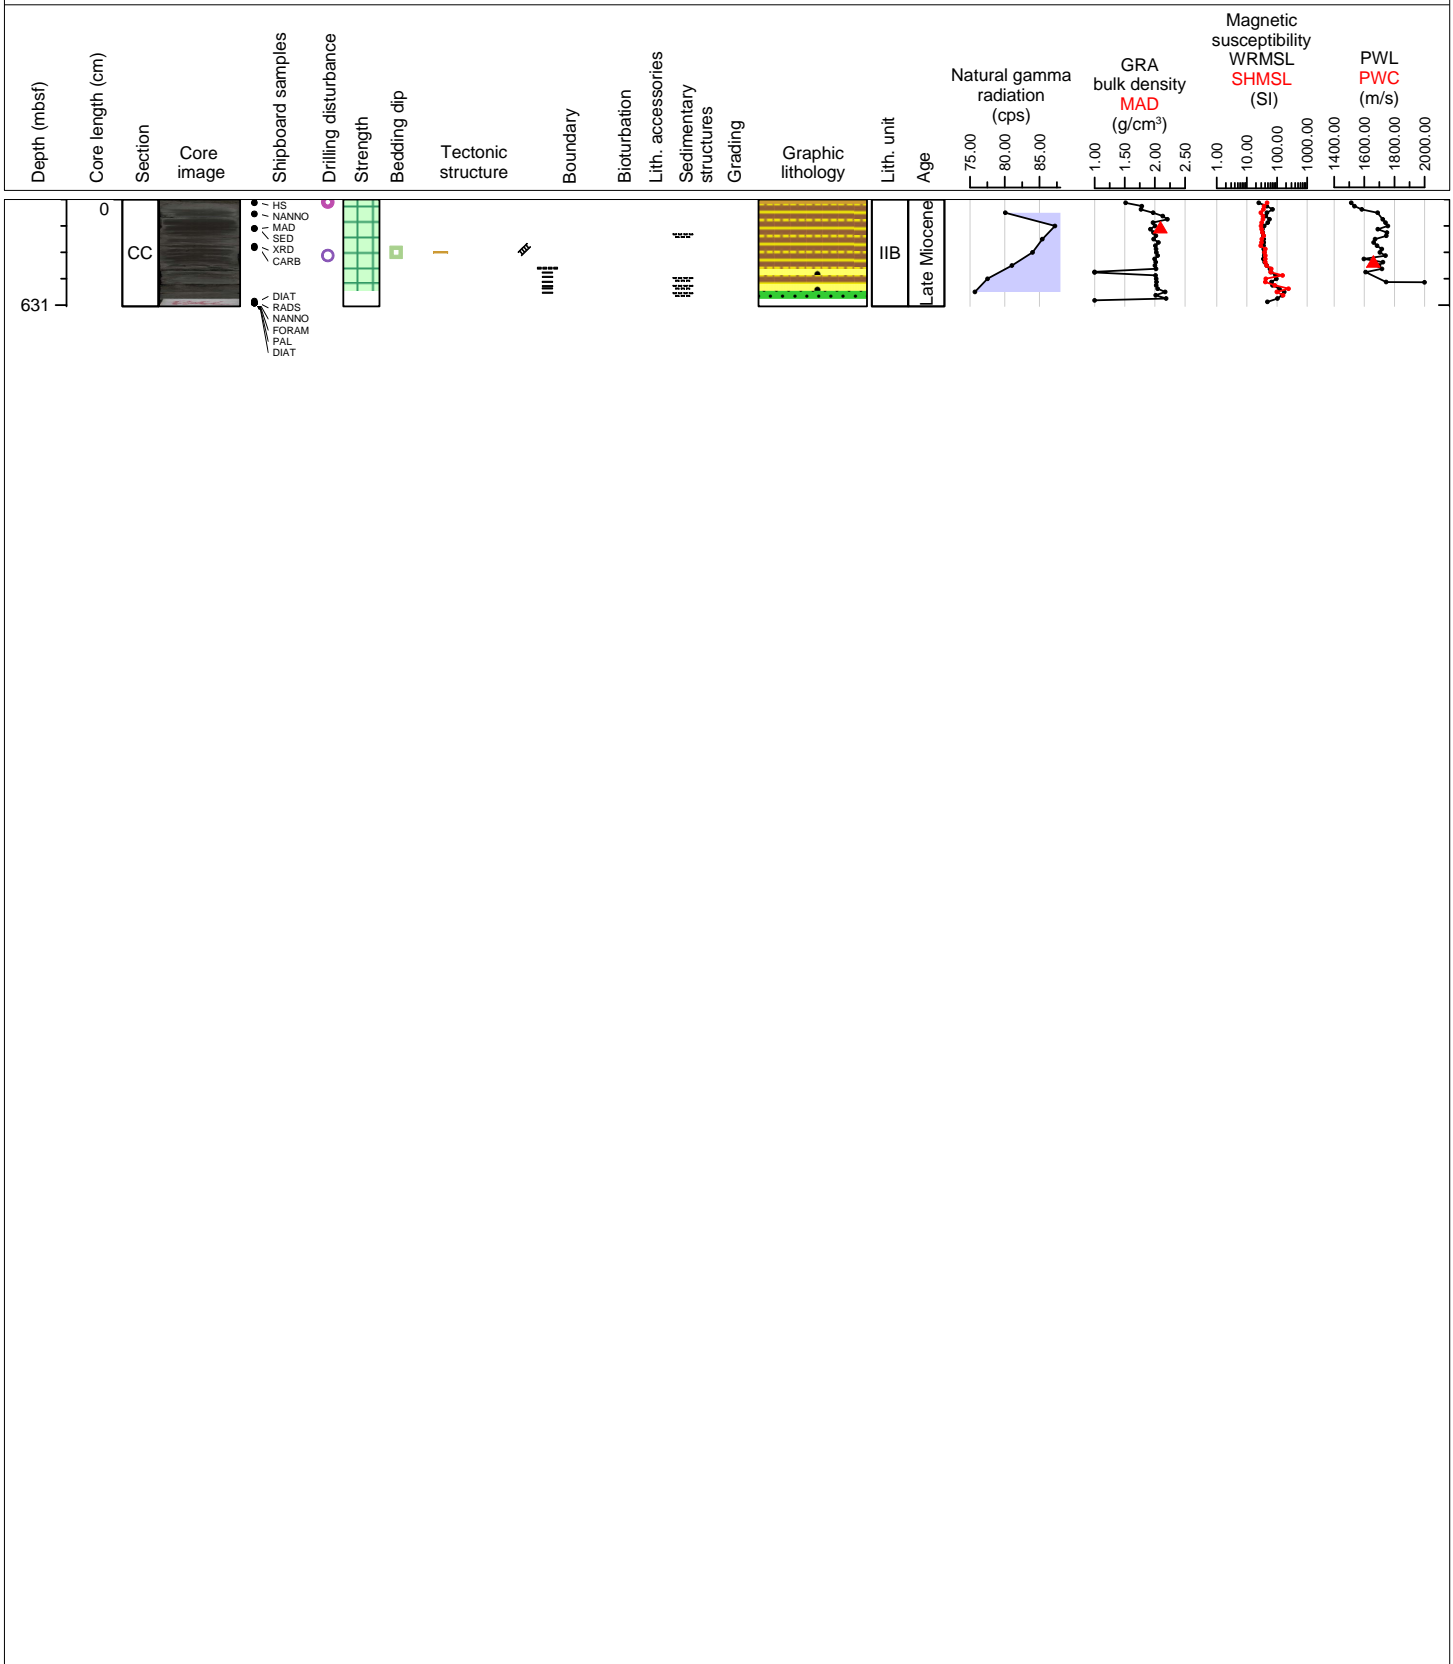 Depth (mbsf)
Core length (cm)
Section
Core
image
Shipboard samples
Drilling disturbance
Strength
Bedding dip
Tectonic
structure
Boundary
Bioturbation
Lith. accessories
Sedimentary
structures
Grading
Graphic
lithology
Lith. unit
Age
Natural gamma
radiation
(cps)
75.00
80.00
85.00
GRA
bulk density
MAD
(g/cm³)
1.00
1.50
2.00
2.50
Magnetic
susceptibility
WRMSL
SHMSL
(SI)
1.00
10.00
100.00
1000.00
PWL
PWC
(m/s)
1400.00
1600.00
1800.00
2000.00
0
631
CC
HS
NANNO
MAD
SED
XRD
CARB
DIAT
RADS
NANNO
FORAM
PAL
DIAT
IIB
Late Miocene